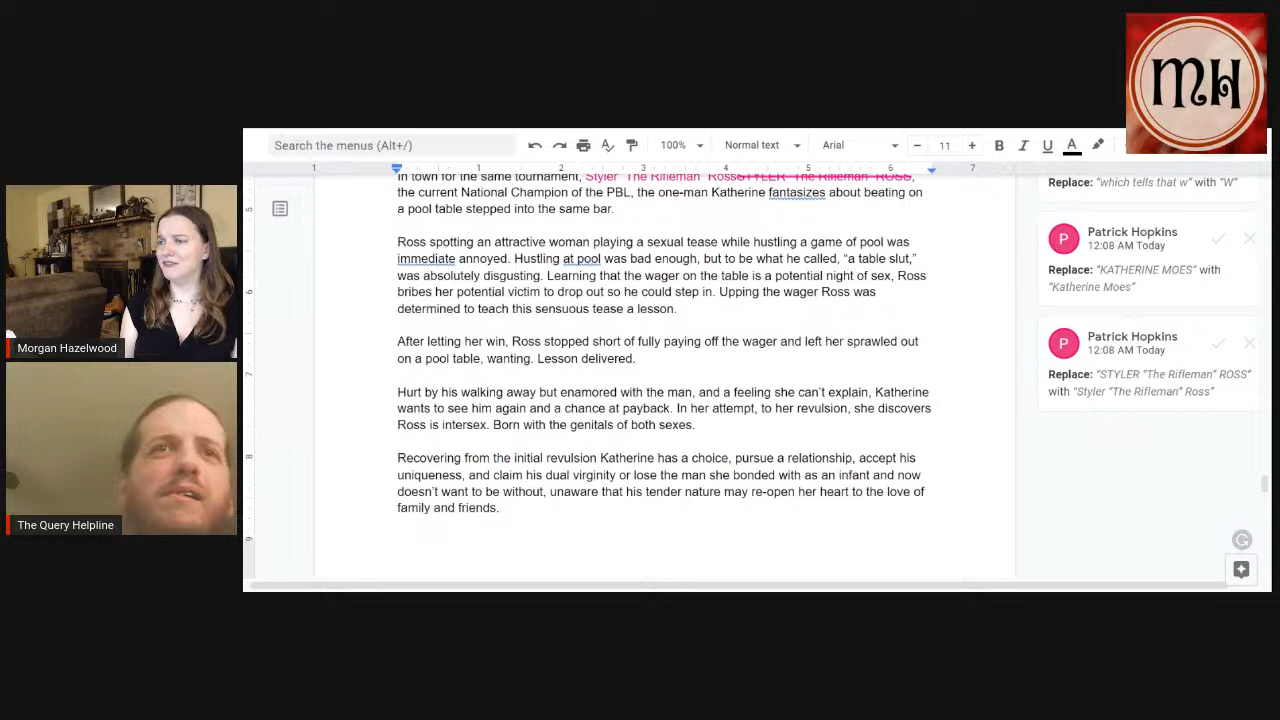 MH
Search the menus (Alt+/)
100%
Normal text
Arial
11
B
I
U
A
1
1
2
3
4
5
6
7
In town for the same tournament, Styler "The Rifleman" RossSTYLER "The Rifleman" ROSS,
the current National Champion of the PBL, the one-man Katherine fantasizes about beating on
a pool table stepped into the same bar.
Ross spotting an attractive woman playing a sexual tease while hustling a game of pool was
immediate annoyed. Hustling at pool was bad enough, but to be what he called, “a table slut,”
was absolutely disgusting. Learning that the wager on the table is a potential night of sex, Ross
bribes her potential victim to drop out so he could step in. Upping the wager Ross was
determined to teach this sensuous tease a lesson.
After letting her win, Ross stopped short of fully paying off the wager and left her sprawled out
on a pool table, wanting. Lesson delivered.
Hurt by his walking away but enamored with the man, and a feeling she can’t explain, Katherine
wants to see him again and a chance at payback. In her attempt, to her revulsion, she discovers
Ross is intersex. Born with the genitals of both sexes.
Recovering from the initial revulsion Katherine has a choice, pursue a relationship, accept his
uniqueness, and claim his dual virginity or lose the man she bonded with as an infant and now
doesn’t want to be without, unaware that his tender nature may re-open her heart to the love of
family and friends.
5
6
7
8
9
Replace: “which tells that w” with “W”
P
Patrick Hopkins
12:08 AM Today
Replace: “KATHERINE MOES” with
“Katherine Moes”
P
Patrick Hopkins
12:08 AM Today
Replace: “STYLER “The Rifleman” ROSS”
with “Styler “The Rifleman” Ross”
G
Morgan Hazelwood
The Query Helpline